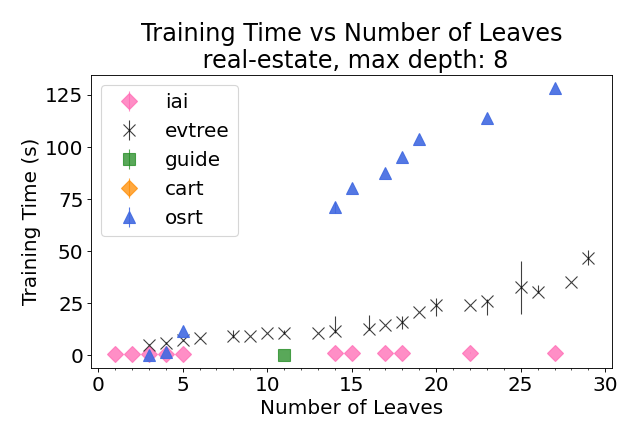 Training Time vs Number of Leaves
real-estate, max depth: 8
iai
evtree
guide
cart
osrt
Training Time (s)
125
100
75
50
25
0
0 5 10 15 20 25 30
Number of Leaves